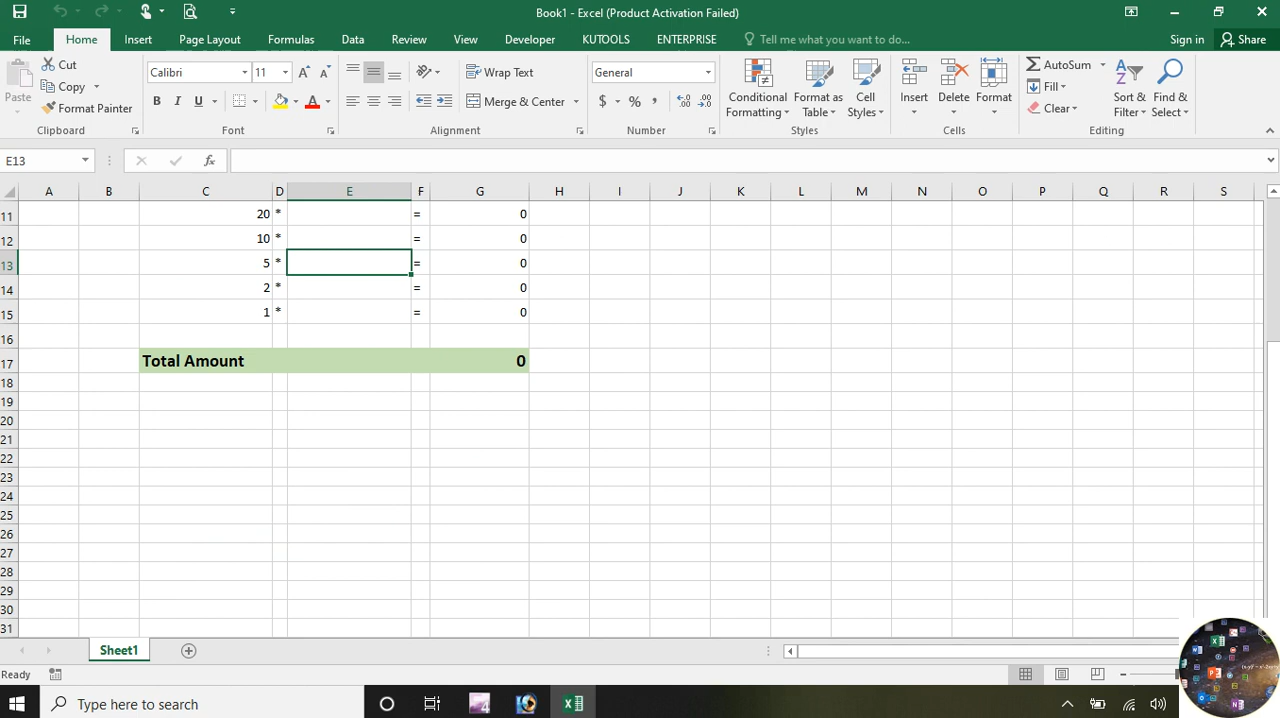 Book1 - Excel (Product Activation Failed)
File Home Insert Page Layout Formulas Data Review View Developer KUTOOLS ENTERPRISE Tell me what you want to do... Sign in Share
Paste
Cut
Copy
Format Painter
Clipboard
Calibri 11
B I U
Font
Wrap Text
Merge & Center
Alignment
General
$ % ,
Number
Conditional Formatting
Format as Table
Cell Styles
Styles
Insert Delete Format
Cells
AutoSum
Fill
Clear
Sort & Filter
Find & Select
Editing
E13 fx
A B C D E F G H I J K L M N O P Q R S
11 20 * = 0
12 10 * = 0
13 5 * = 0
14 2 * = 0
15 1 * = 0
16
17 Total Amount 0
18
19
20
21
22
23
24
25
26
27
28
29
30
31
Sheet1
Ready
Type here to search